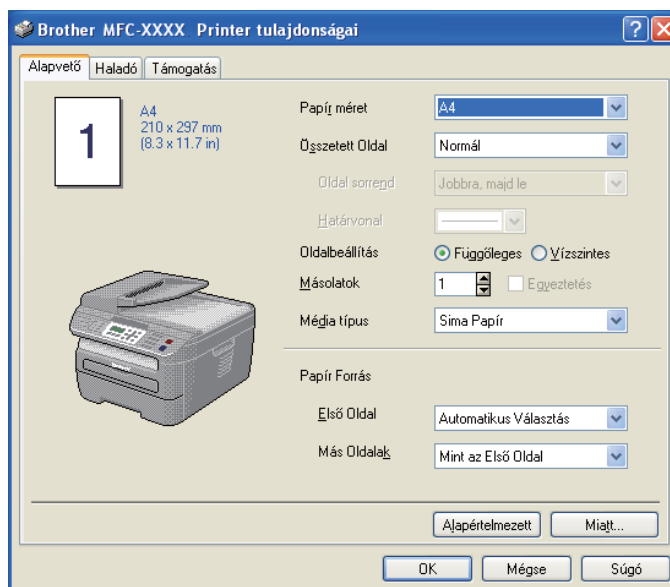 Brother MFC-XXXX Printer tulajdonságai
Alapvető Haladó Támogatás
1
A4
210 x 297 mm
(8.3 x 11.7 in)
Papír méret A4
Összetett Oldal Normál
Oldal sorrend Jobbra, majd le
Határvonal
Oldalbeállítás Függőleges Vízszintes
Másolatok 1 Egyeztetés
Média típus Sima Papír
Papír Forrás
Első Oldal Automatikus Választás
Más Oldalak Mint az Első Oldal
Alapértelmezett Miatt...
OK Mégse Súgó